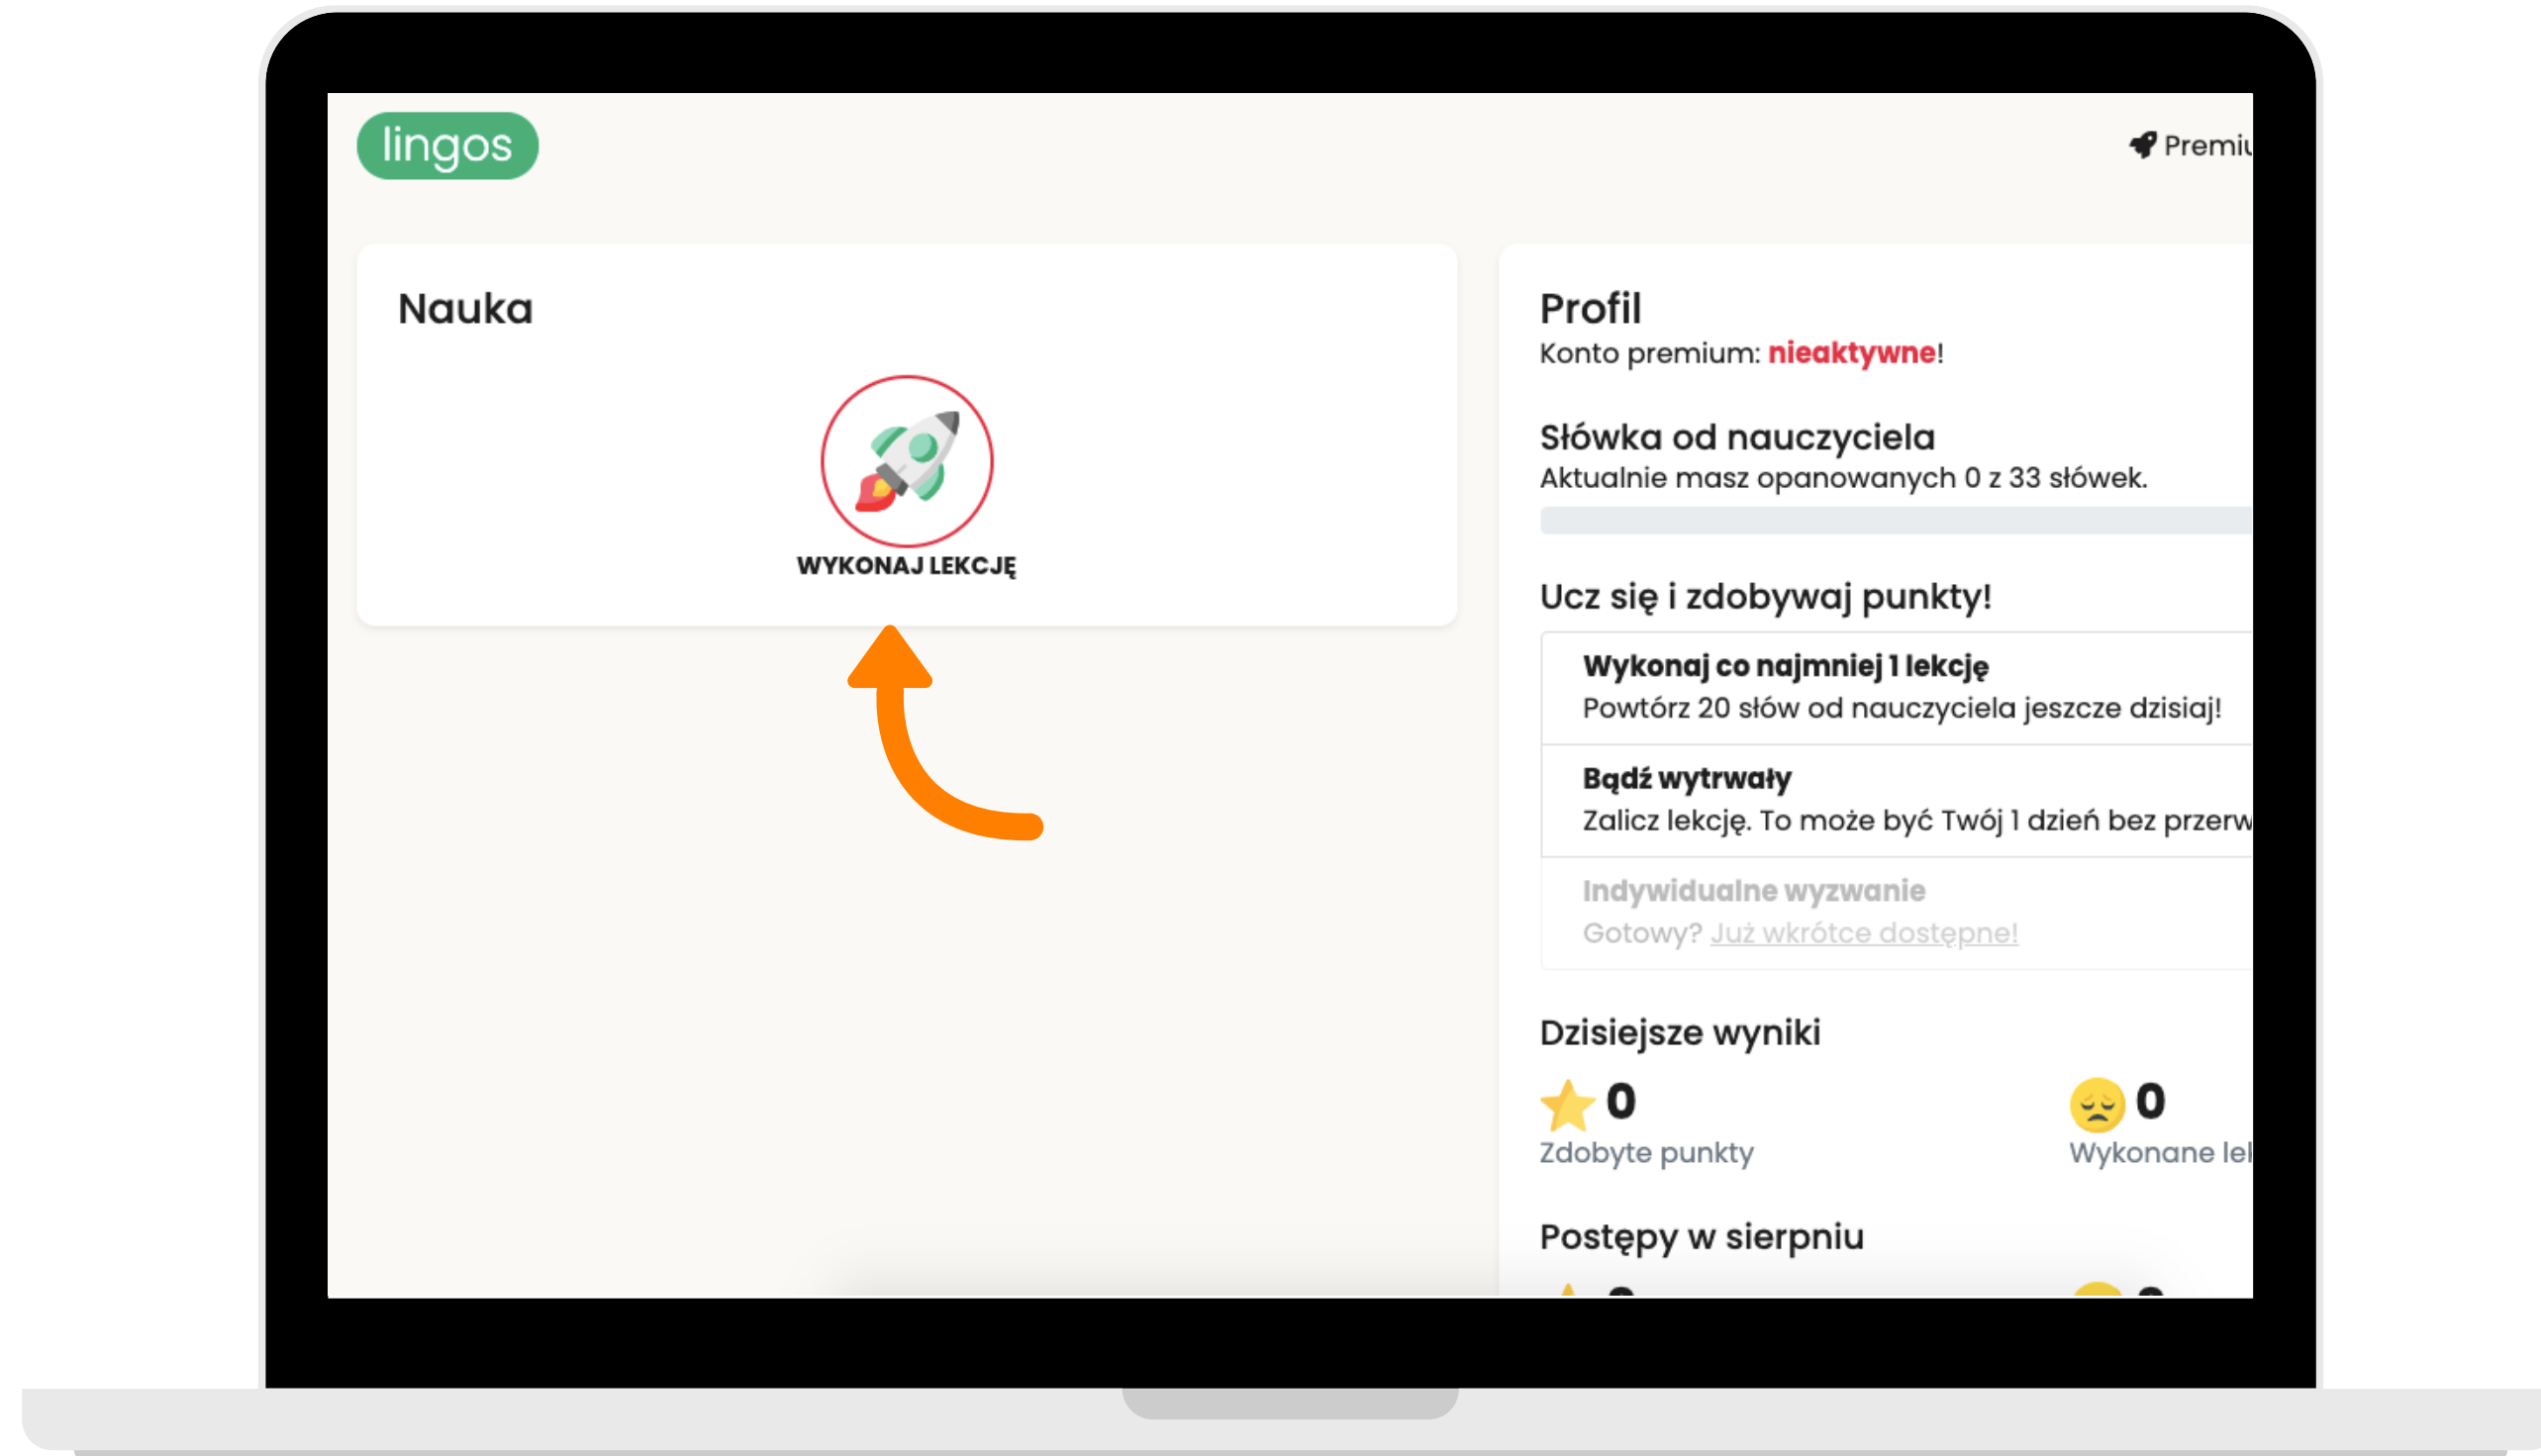 lingos
Premiu
Nauka
WYKONAJ LEKCJĘ
Profil
Konto premium: nieaktywne!
Słówka od nauczyciela
Aktualnie masz opanowanych 0 z 33 słówek.
Ucz się i zdobywaj punkty!
Wykonaj co najmniej 1 lekcję
Powtórz 20 słów od nauczyciela jeszcze dzisiaj!
Bądź wytrwały
Zalicz lekcję. To może być Twój 1 dzień bez przerw
Indywidualne wyzwanie
Gotowy? Już wkrótce dostępne!
Dzisiejsze wyniki
0
0
Zdobyte punkty
Wykonane lek
Postępy w sierpniu